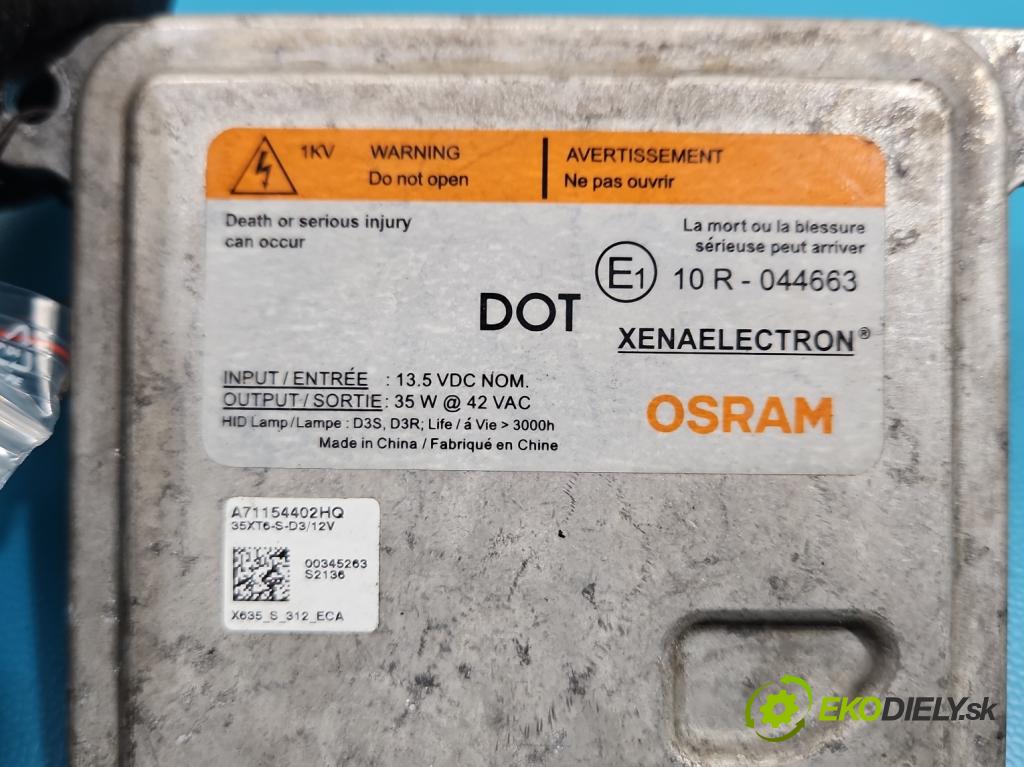 1KV WARNING
Do not open
AVERTISSEMENT
Ne pas ouvrir
Death or serious injury
can occur
La mort ou la blessure
sérieuse peut arriver
E1 10 R - 044663
DOT
XENAELECTRON®
INPUT / ENTRÉE : 13.5 VDC NOM.
OUTPUT / SORTIE : 35 W @ 42 VAC
HID Lamp / Lampe : D3S, D3R; Life / á Vie > 3000h
Made in China / Fabriqué en Chine
OSRAM
A71154402HQ
35XT6-S-D3/12V
00345263
S2136
X635_S_312_ECA
EKODIELY.sk